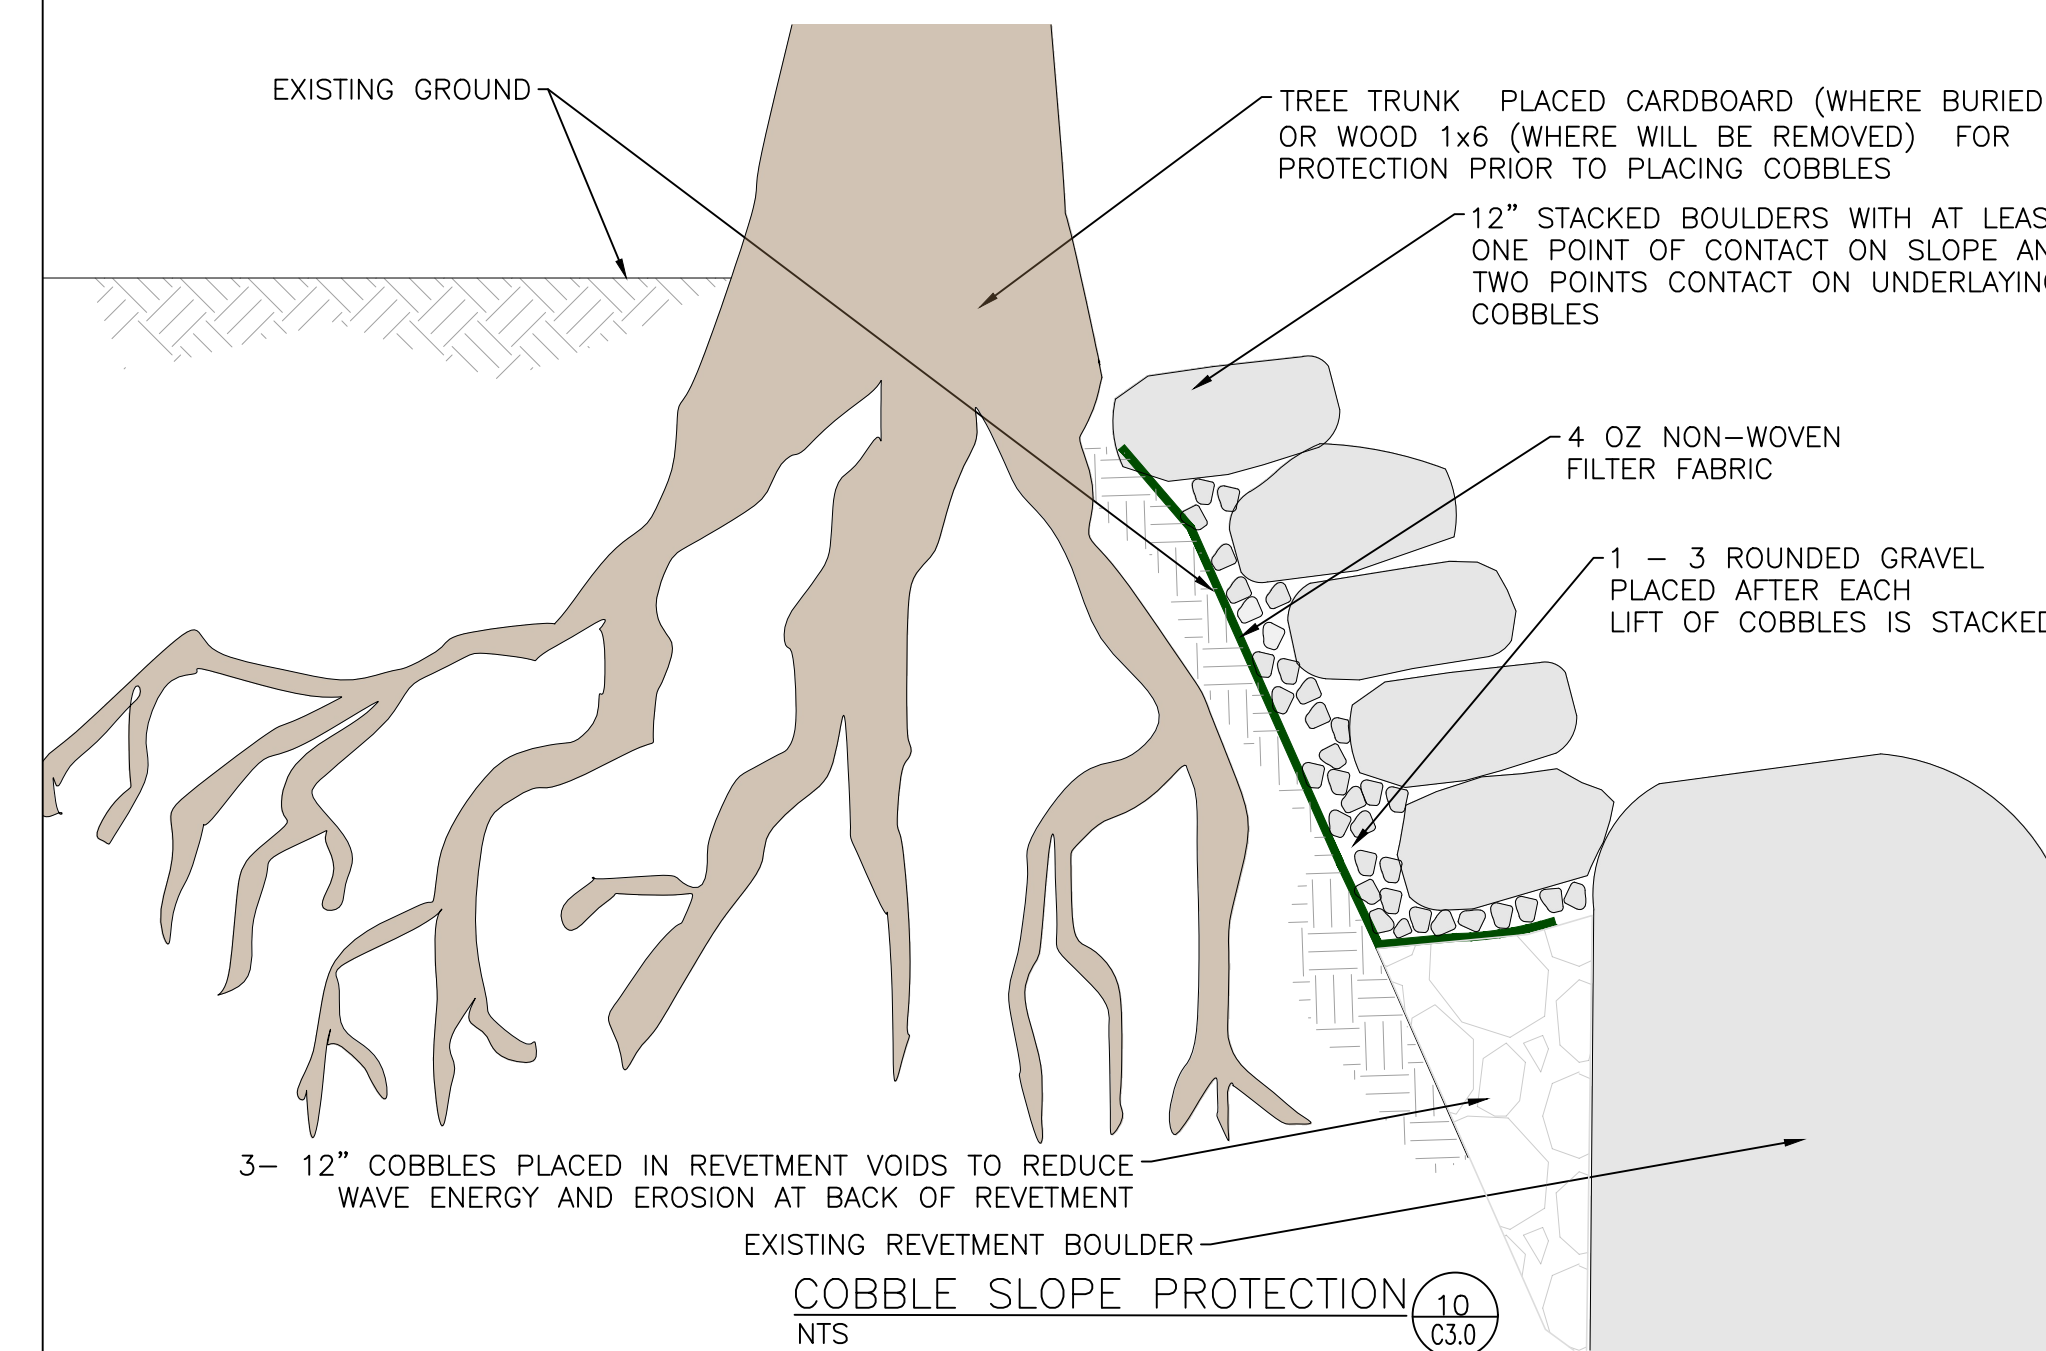 EXISTING GROUND
TREE TRUNK PLACED CARDBOARD (WHERE BURIED
OR WOOD 1x6 (WHERE WILL BE REMOVED) FOR
PROTECTION PRIOR TO PLACING COBBLES
12” STACKED BOULDERS WITH AT LEAS
ONE POINT OF CONTACT ON SLOPE AN
TWO POINTS CONTACT ON UNDERLAYING
COBBLES
4 OZ NON-WOVEN
FILTER FABRIC
1 - 3 ROUNDED GRAVEL
PLACED AFTER EACH
LIFT OF COBBLES IS STACKED
3- 12” COBBLES PLACED IN REVETMENT VOIDS TO REDUCE
WAVE ENERGY AND EROSION AT BACK OF REVETMENT
EXISTING REVETMENT BOULDER
COBBLE SLOPE PROTECTION
NTS
10
C3.0